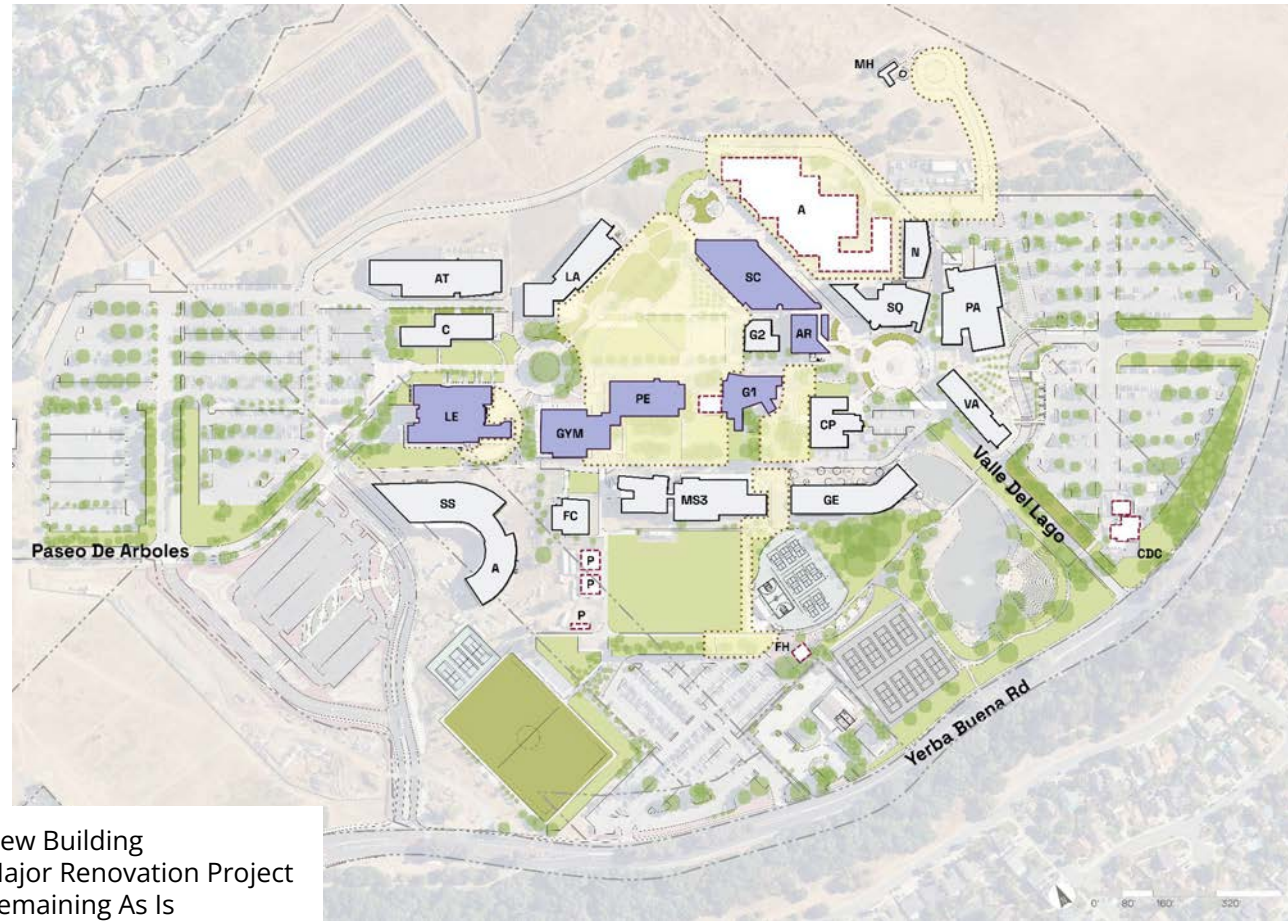 MH
A
N
LA
AT
SC
SQ
PA
C
G2
AR
LE
PE
G1
VA
GYM
CP
Valle Del Lago
SS
MS3
GE
FC
Paseo De Arboles
A
P
P
CDC
P
FH
Yerba Buena Rd
ew Building
ajor Renovation Project
emaining As Is
0' 80' 160' 320'